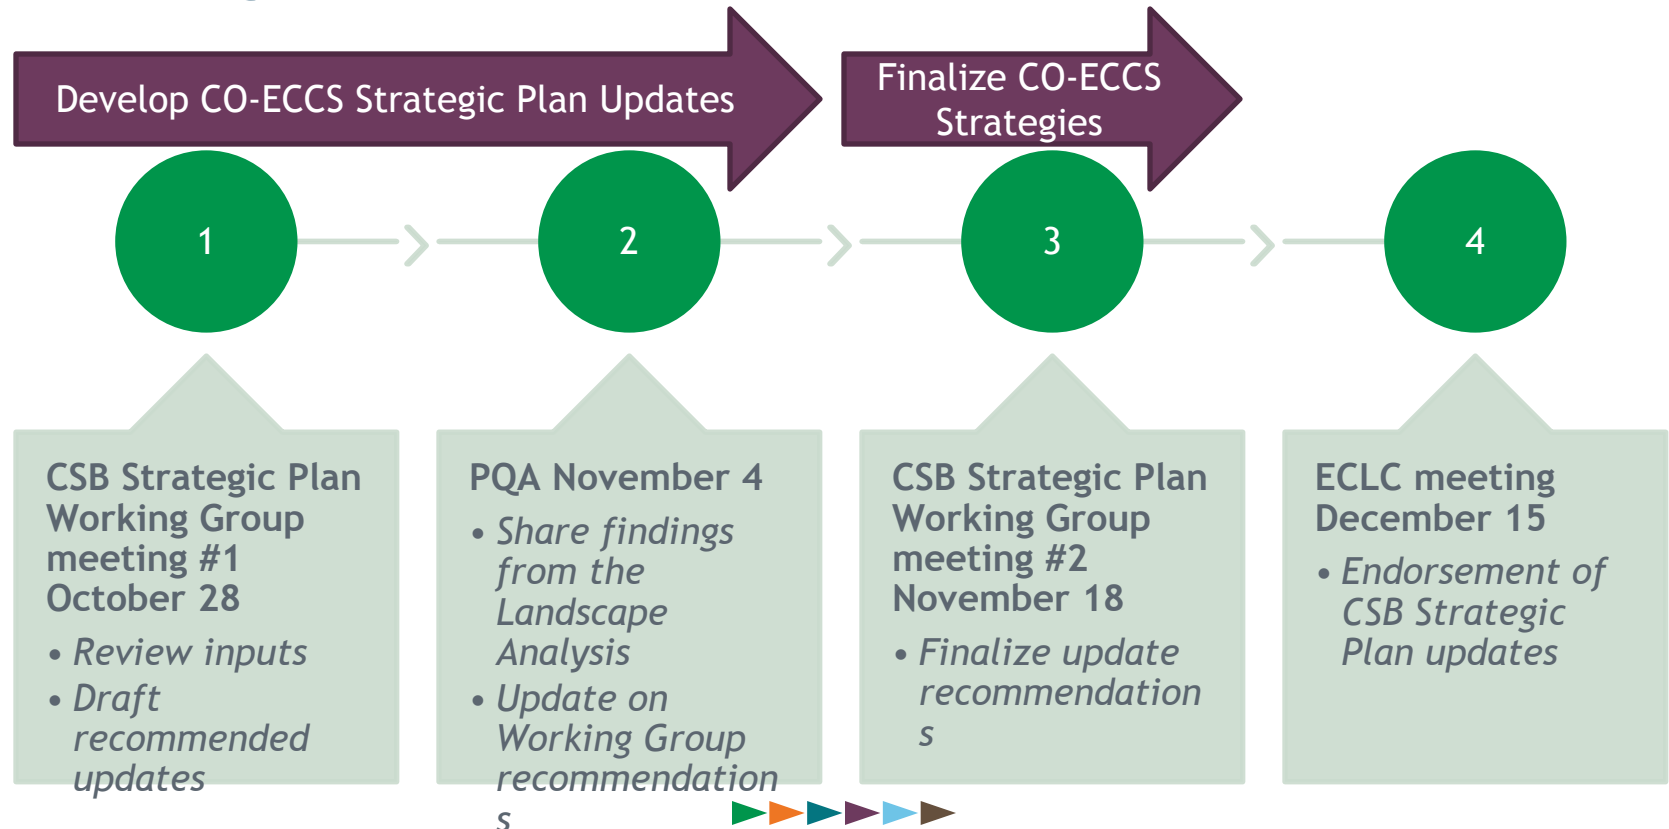 Develop CO-ECCS Strategic Plan Updates
Finalize CO-ECCS
Strategies
1
2
3
4
CSB Strategic Plan
Working Group
meeting #1
October 28
• Review inputs
• Draft
recommended
updates
PQA November 4
• Share findings
from the
Landscape
Analysis
• Update on
Working Group
recommendation
s
CSB Strategic Plan
Working Group
meeting #2
November 18
• Finalize update
recommendation
s
ECLC meeting
December 15
• Endorsement of
CSB Strategic
Plan updates